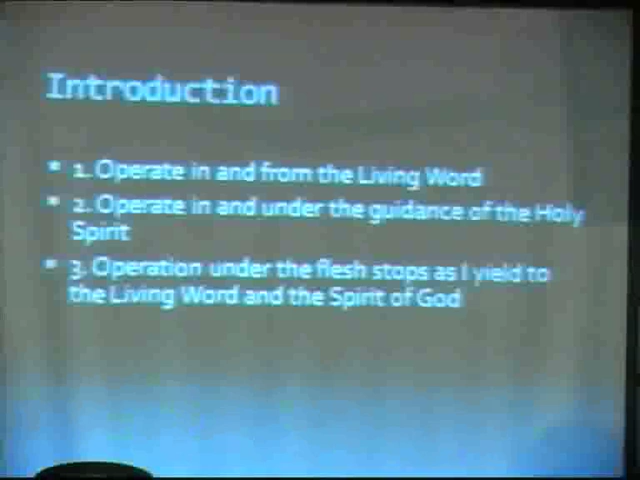 Introduction
1. Operate in and from the Living Word
2. Operate in and under the guidance of the Holy
Spirit
3. Operation under the flesh stops as I yield to
the Living Word and the Spirit of God